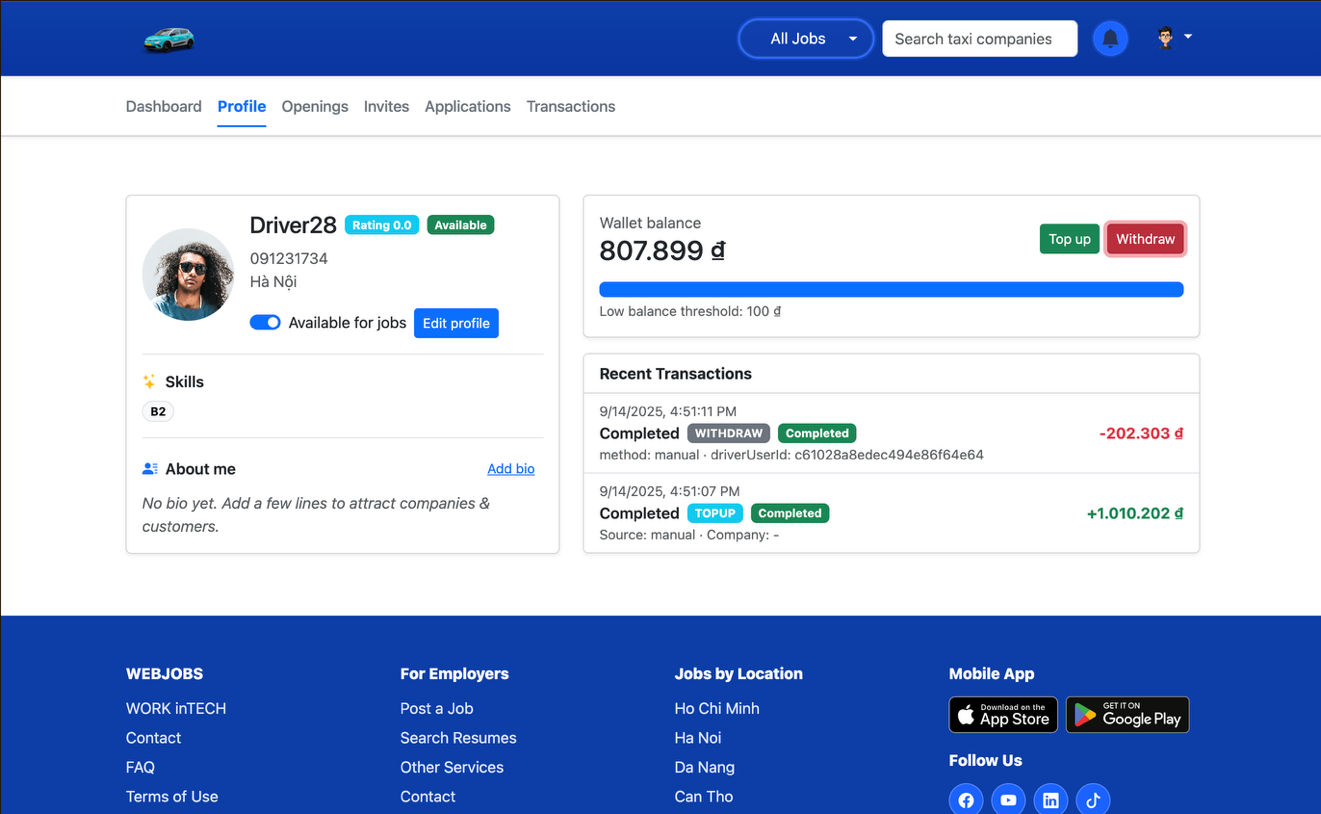 All Jobs
Search taxi companies
Dashboard Profile Openings Invites Applications Transactions
Driver28 Rating 0.0 Available
091231734
Hà Nội
Available for jobs Edit profile
Skills
B2
About me Add bio
No bio yet. Add a few lines to attract companies &
customers.
Wallet balance
807.899 ₫
Top up Withdraw
Low balance threshold: 100 ₫
Recent Transactions
9/14/2025, 4:51:11 PM
Completed WITHDRAW Completed -202.303 ₫
method: manual · driverUserId: c61028a8edec494e86f64e64
9/14/2025, 4:51:07 PM
Completed TOPUP Completed +1.010.202 ₫
Source: manual · Company: -
WEBJOBS
WORK inTECH
Contact
FAQ
Terms of Use
For Employers
Post a Job
Search Resumes
Other Services
Contact
Jobs by Location
Ho Chi Minh
Ha Noi
Da Nang
Can Tho
Mobile App
Download on the
App Store
GET IT ON
Google Play
Follow Us